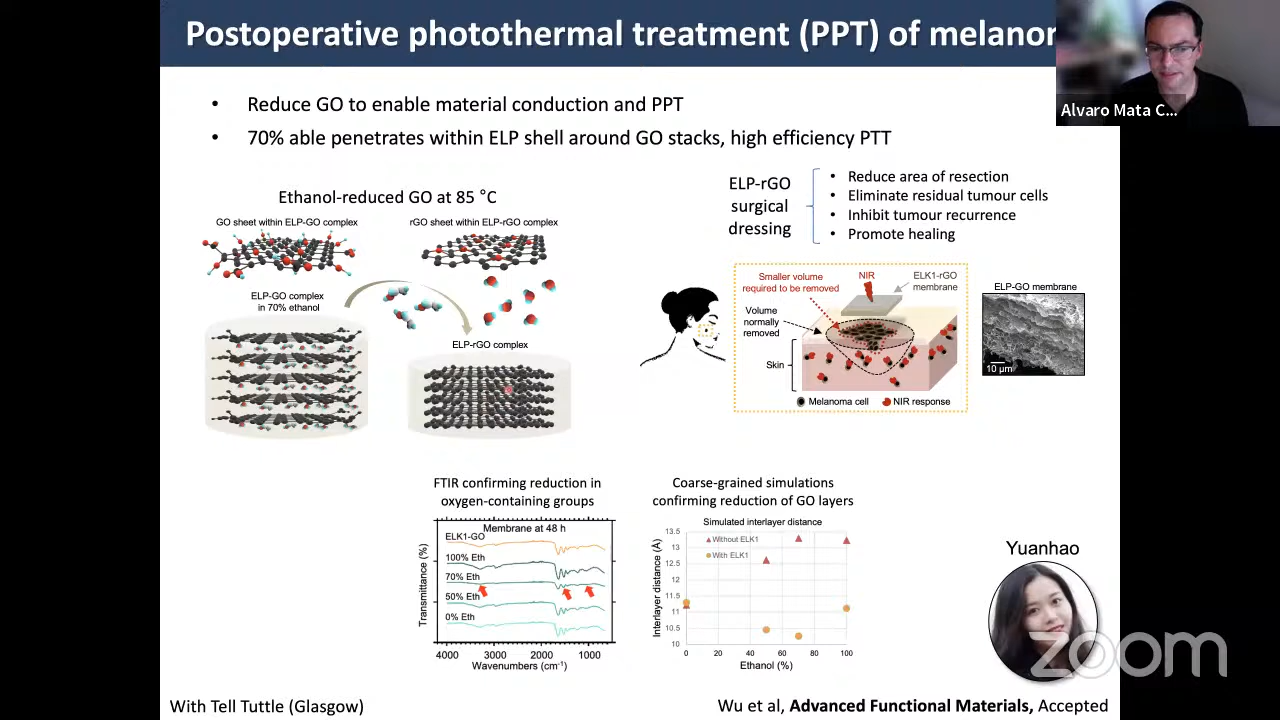 Postoperative photothermal treatment (PPT) of melanom
Alvaro Mata C...
• Reduce GO to enable material conduction and PPT
• 70% able penetrates within ELP shell around GO stacks, high efficiency PTT
Ethanol-reduced GO at 85 °C
GO sheet within ELP-GO complex
rGO sheet within ELP-rGO complex
ELP-GO complex
in 70% ethanol
ELP-rGO complex
ELP-rGO
surgical
dressing
• Reduce area of resection
• Eliminate residual tumour cells
• Inhibit tumour recurrence
• Promote healing
Smaller volume
required to be removed
NIR
ELK1-rGO
membrane
Volume
normally
removed
Skin
Melanoma cell
NIR response
ELP-GO membrane
10 µm
FTIR confirming reduction in
oxygen-containing groups
Membrane at 48 h
ELK1-GO
100% Eth
70% Eth
50% Eth
0% Eth
Transmittance (%)
4000 3000 2000 1000
Wavenumbers (cm⁻¹)
Coarse-grained simulations
confirming reduction of GO layers
Simulated interlayer distance
Without ELK1
With ELK1
Interlayer distance (Å)
13.5
13
12.5
12
11.5
11
10.5
10
0 20 40 60 80 100
Ethanol (%)
Yuanhao
zoom
With Tell Tuttle (Glasgow)
Wu et al, Advanced Functional Materials, Accepted